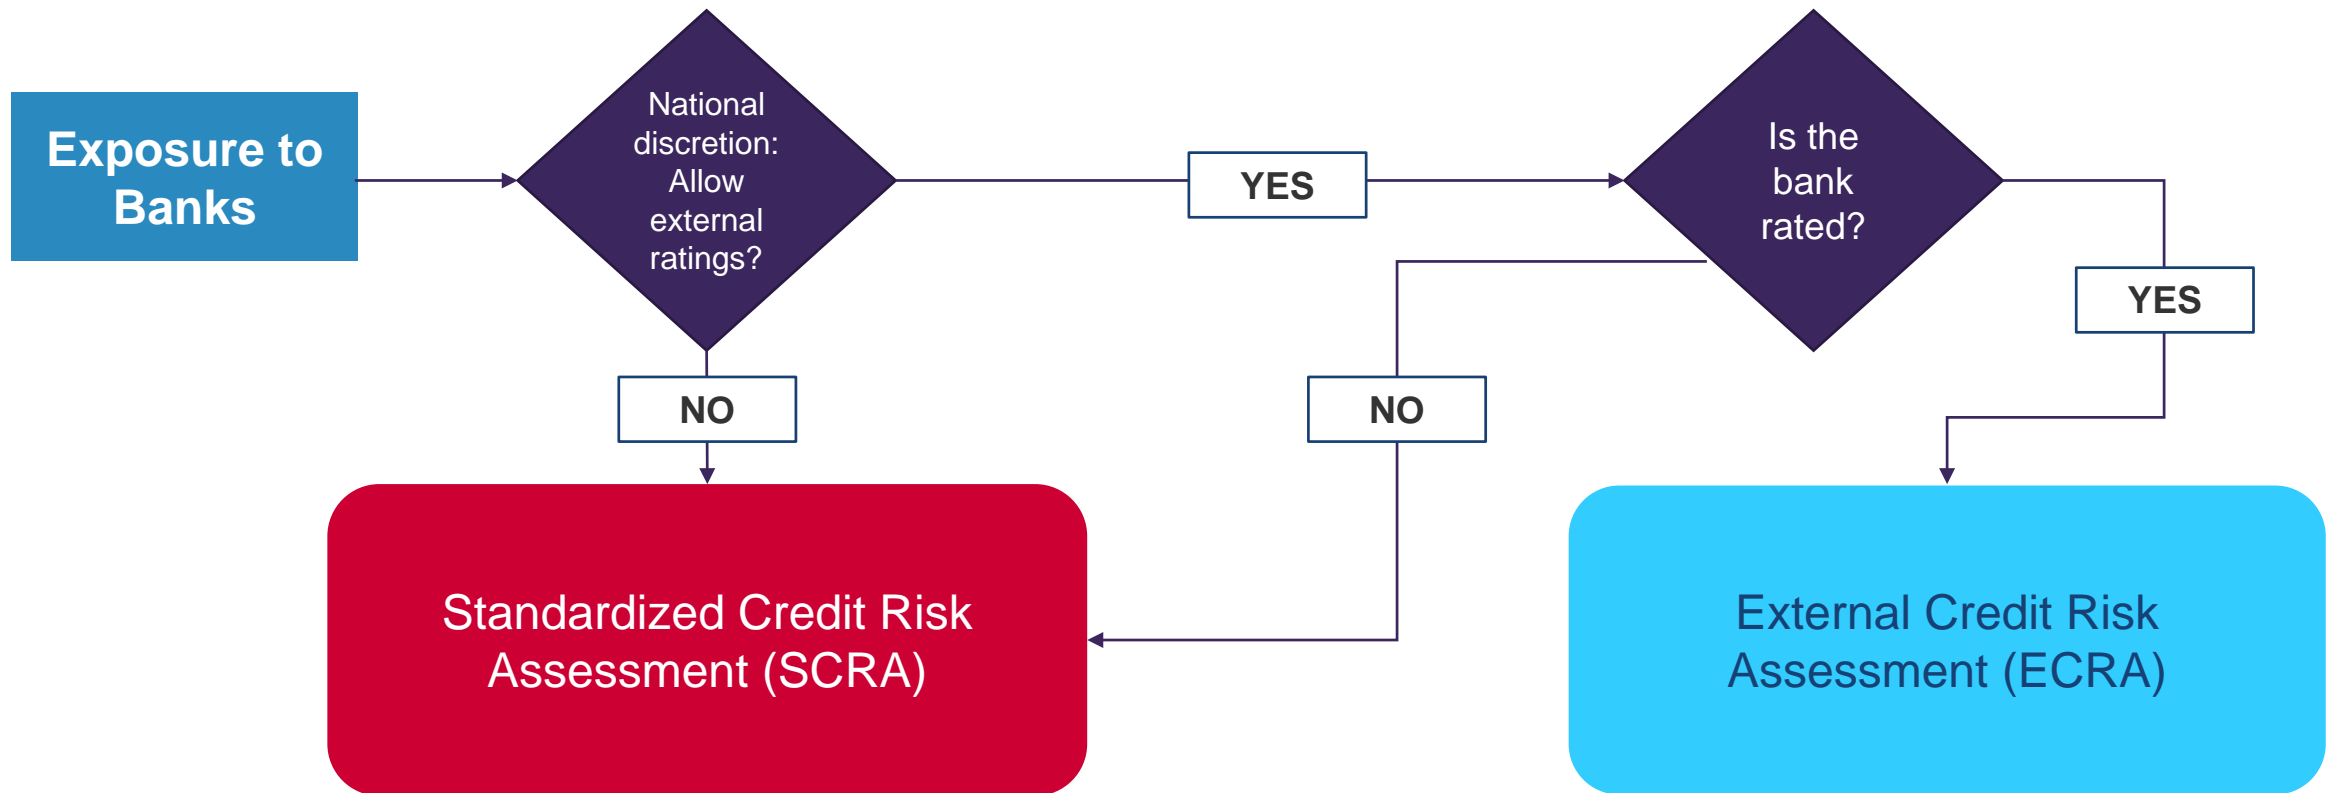 Exposure to
Banks
National
discretion:
Allow
external
ratings?
YES
Is the
bank
rated?
YES
NO
NO
Standardized Credit Risk
Assessment (SCRA)
External Credit Risk
Assessment (ECRA)